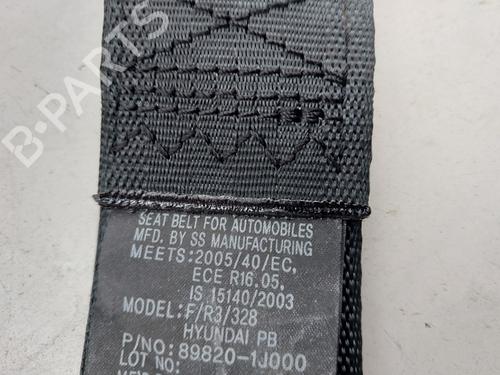 B-PARTS
SEAT BELT FOR AUTOMOBILES
MFD. BY SS MANUFACTURING
MEETS:2005/40/EC,
ECE R16.05,
IS 15140/2003
MODEL:F/R3/328
HYUNDAI PB
P/NO:89820-1J000
LOT NO: